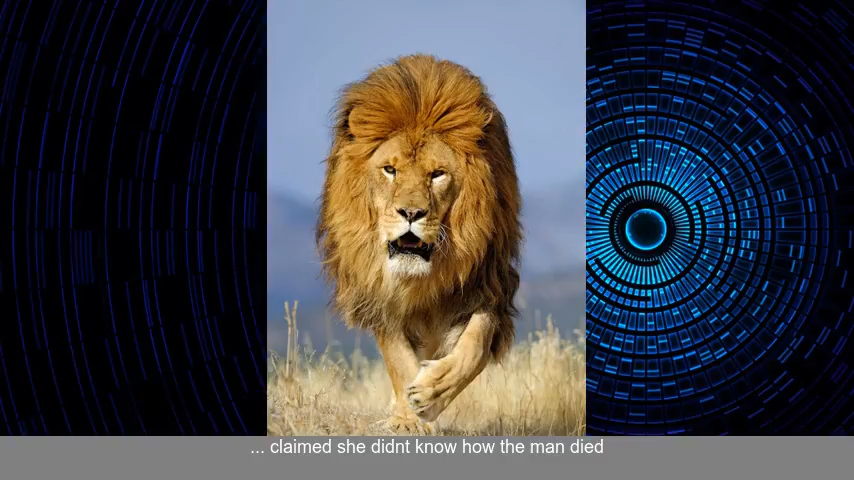 ... claimed she didnt know how the man died